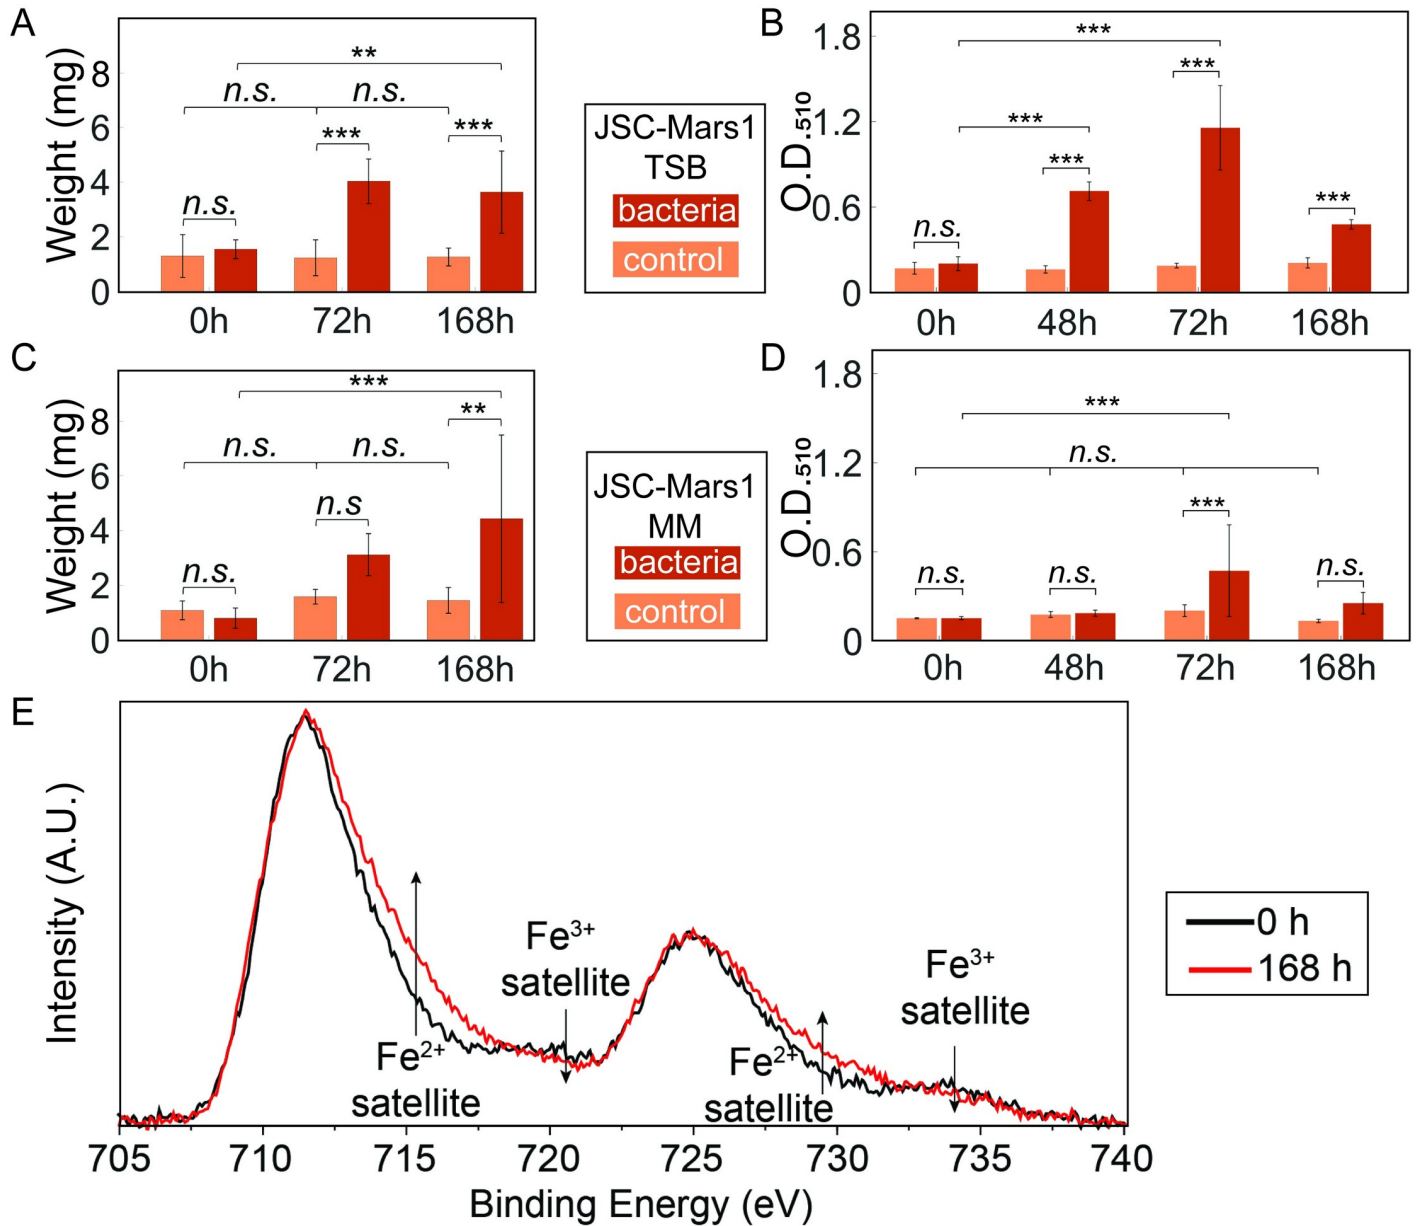 A
Weight (mg)
8
6
4
2
0
**
n.s.
n.s.
***
***
n.s.
0h
72h
168h
JSC-Mars1
TSB
bacteria
control
B
O.D.510
1.8
1.2
0.6
0
***
***
***
***
***
n.s.
0h
48h
72h
168h
C
Weight (mg)
8
6
4
2
0
***
**
n.s.
n.s.
n.s
n.s.
0h
72h
168h
JSC-Mars1
MM
bacteria
control
D
O.D.510
1.8
1.2
0.6
0
***
n.s.
***
n.s.
n.s.
n.s.
0h
48h
72h
168h
E
Intensity (A.U.)
Fe3+
satellite
Fe3+
satellite
Fe2+
satellite
Fe2+
satellite
0 h
168 h
705
710
715
720
725
730
735
740
Binding Energy (eV)